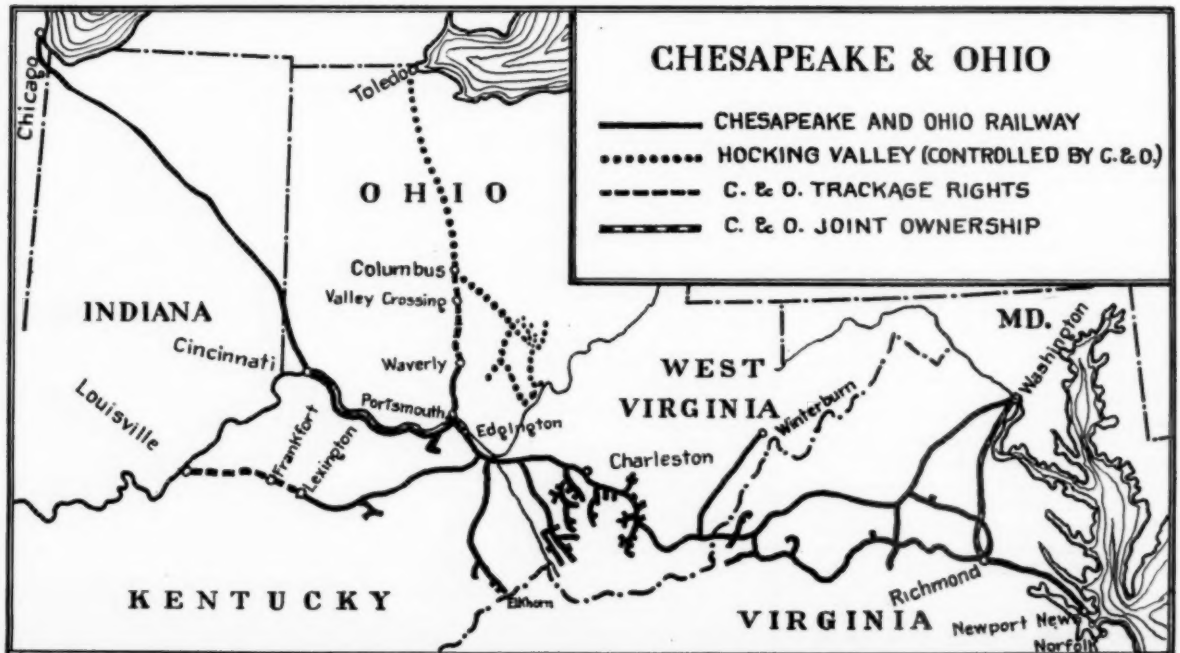 CHESAPEAKE & OHIO
CHESAPEAKE AND OHIO RAILWAY
HOCKING VALLEY (CONTROLLED BY C.& O.)
C. & O. TRACKAGE RIGHTS
C. & O. JOINT OWNERSHIP
Chicago
Toledo
OHIO
Columbus
Valley Crossing
INDIANA
Cincinnati
Waverly
Louisville
Frankfort
Lexington
Portsmouth
Edgington
WEST
VIRGINIA
Winterburn
MD.
Washington
Charleston
KENTUCKY
Elkhorn
VIRGINIA
Richmond
Newport New
Norfolk